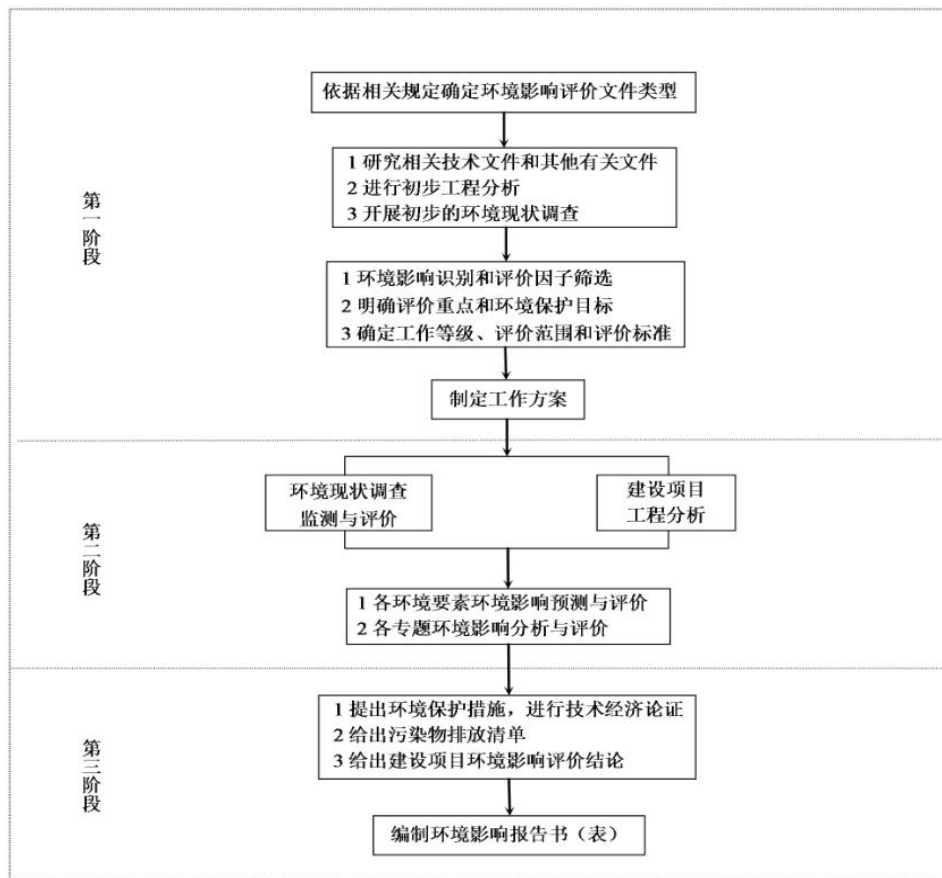 依据相关规定确定环境影响评价文件类型
1 研究相关技术文件和其他有关文件
2 进行初步工程分析
3 开展初步的环境现状调查
第一阶段
1 环境影响识别和评价因子筛选
2 明确评价重点和环境保护目标
3 确定工作等级、评价范围和评价标准
制定工作方案
环境现状调查
监测与评价
建设项目
工程分析
第二阶段
1 各环境要素环境影响预测与评价
2 各专题环境影响分析与评价
1 提出环境保护措施，进行技术经济论证
2 给出污染物排放清单
3 给出建设项目环境影响评价结论
第三阶段
编制环境影响报告书（表）